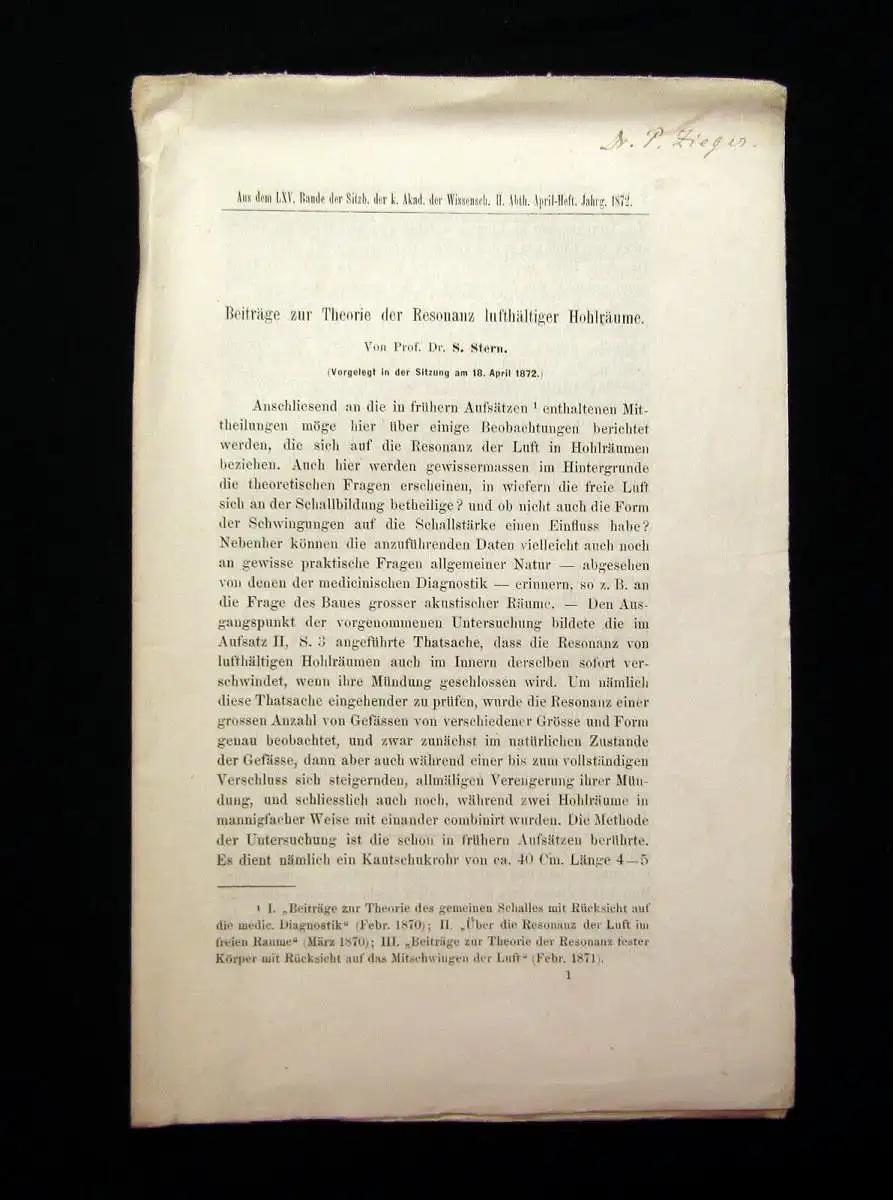 Dr. P. Zieger.
Aus dem LXV. Bande der Sitzb. der k. Akad. der Wissensch. II. Abth. April-Heft. Jahrg. 1872.
Beiträge zur Theorie der Resonanz lufthältiger Hohlräume.
Von Prof. Dr. S. Stern.
(Vorgelegt in der Sitzung am 18. April 1872.)
Anschliesend an die in frühern Aufsätzen ¹ enthaltenen Mit-
theilungen möge hier über einige Beobachtungen berichtet
werden, die sich auf die Resonanz der Luft in Hohlräumen
beziehen. Auch hier werden gewissermassen im Hintergrunde
die theoretischen Fragen erscheinen, in wiefern die freie Luft
sich an der Schallbildung betheilige? und ob nicht auch die Form
der Schwingungen auf die Schallstärke einen Einfluss habe?
Nebenher können die anzuführenden Daten vielleicht auch noch
an gewisse praktische Fragen allgemeiner Natur — abgesehen
von denen der medicinischen Diagnostik — erinnern, so z. B. an
die Frage des Baues grosser akustischer Räume. — Den Aus-
gangspunkt der vorgenommenen Untersuchung bildete die im
Aufsatz II, S. 3 angeführte Thatsache, dass die Resonanz von
lufthältigen Hohlräumen auch im Innern derselben sofort ver-
schwindet, wenn ihre Mündung geschlossen wird. Um nämlich
diese Thatsache eingehender zu prüfen, wurde die Resonanz einer
grossen Anzahl von Gefässen von verschiedener Grösse und Form
genau beobachtet, und zwar zunächst im natürlichen Zustande
der Gefässe, dann aber auch während einer bis zum vollständigen
Verschluss sich steigernden, allmäligen Verengerung ihrer Mün-
dung, und schliesslich auch noch, während zwei Hohlräume in
mannigfacher Weise mit einander combinirt wurden. Die Methode
der Untersuchung ist die schon in frühern Aufsätzen berührte.
Es dient nämlich ein Kautschukrohr von ca. 40 Cm. Länge 4—5
¹ I. „Beiträge zur Theorie des gemeinen Schalles mit Rücksicht auf
die medic. Diagnostik“ (Febr. 1870); II. „Über die Resonanz der Luft im
freien Raume“ (März 1870); III. „Beiträge zur Theorie der Resonanz fester
Körper mit Rücksicht auf das Mitschwingen der Luft“ (Febr. 1871).
1